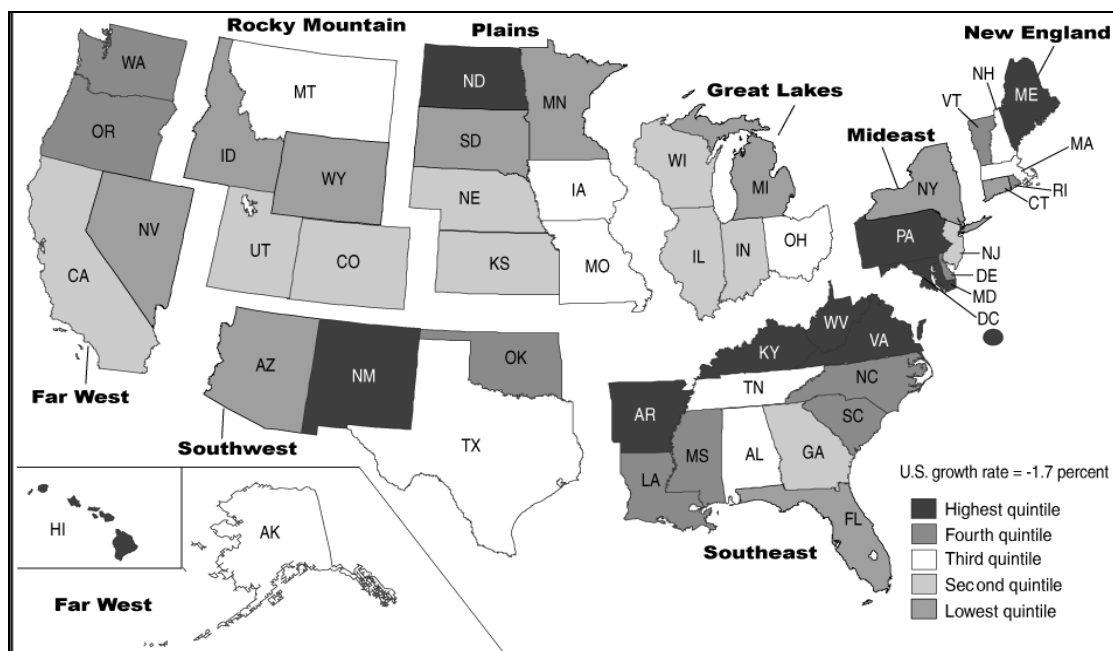 Rocky Mountain
Plains
New England
WA
MT
ND
MN
NH
ME
VT
Great Lakes
OR
ID
SD
WI
Mideast
MA
WY
MI
NY
RI
CT
NE
IA
NV
PA
UT
CO
IL
IN
OH
NJ
CA
KS
MO
DE
MD
DC
WV
VA
KY
OK
AZ
NM
NC
TN
Far West
AR
SC
TX
MS
AL
GA
Southwest
LA
U.S. growth rate = -1.7 percent
HI
AK
FL
Highest quintile
Fourth quintile
Southeast
Third quintile
Second quintile
Far West
Lowest quintile